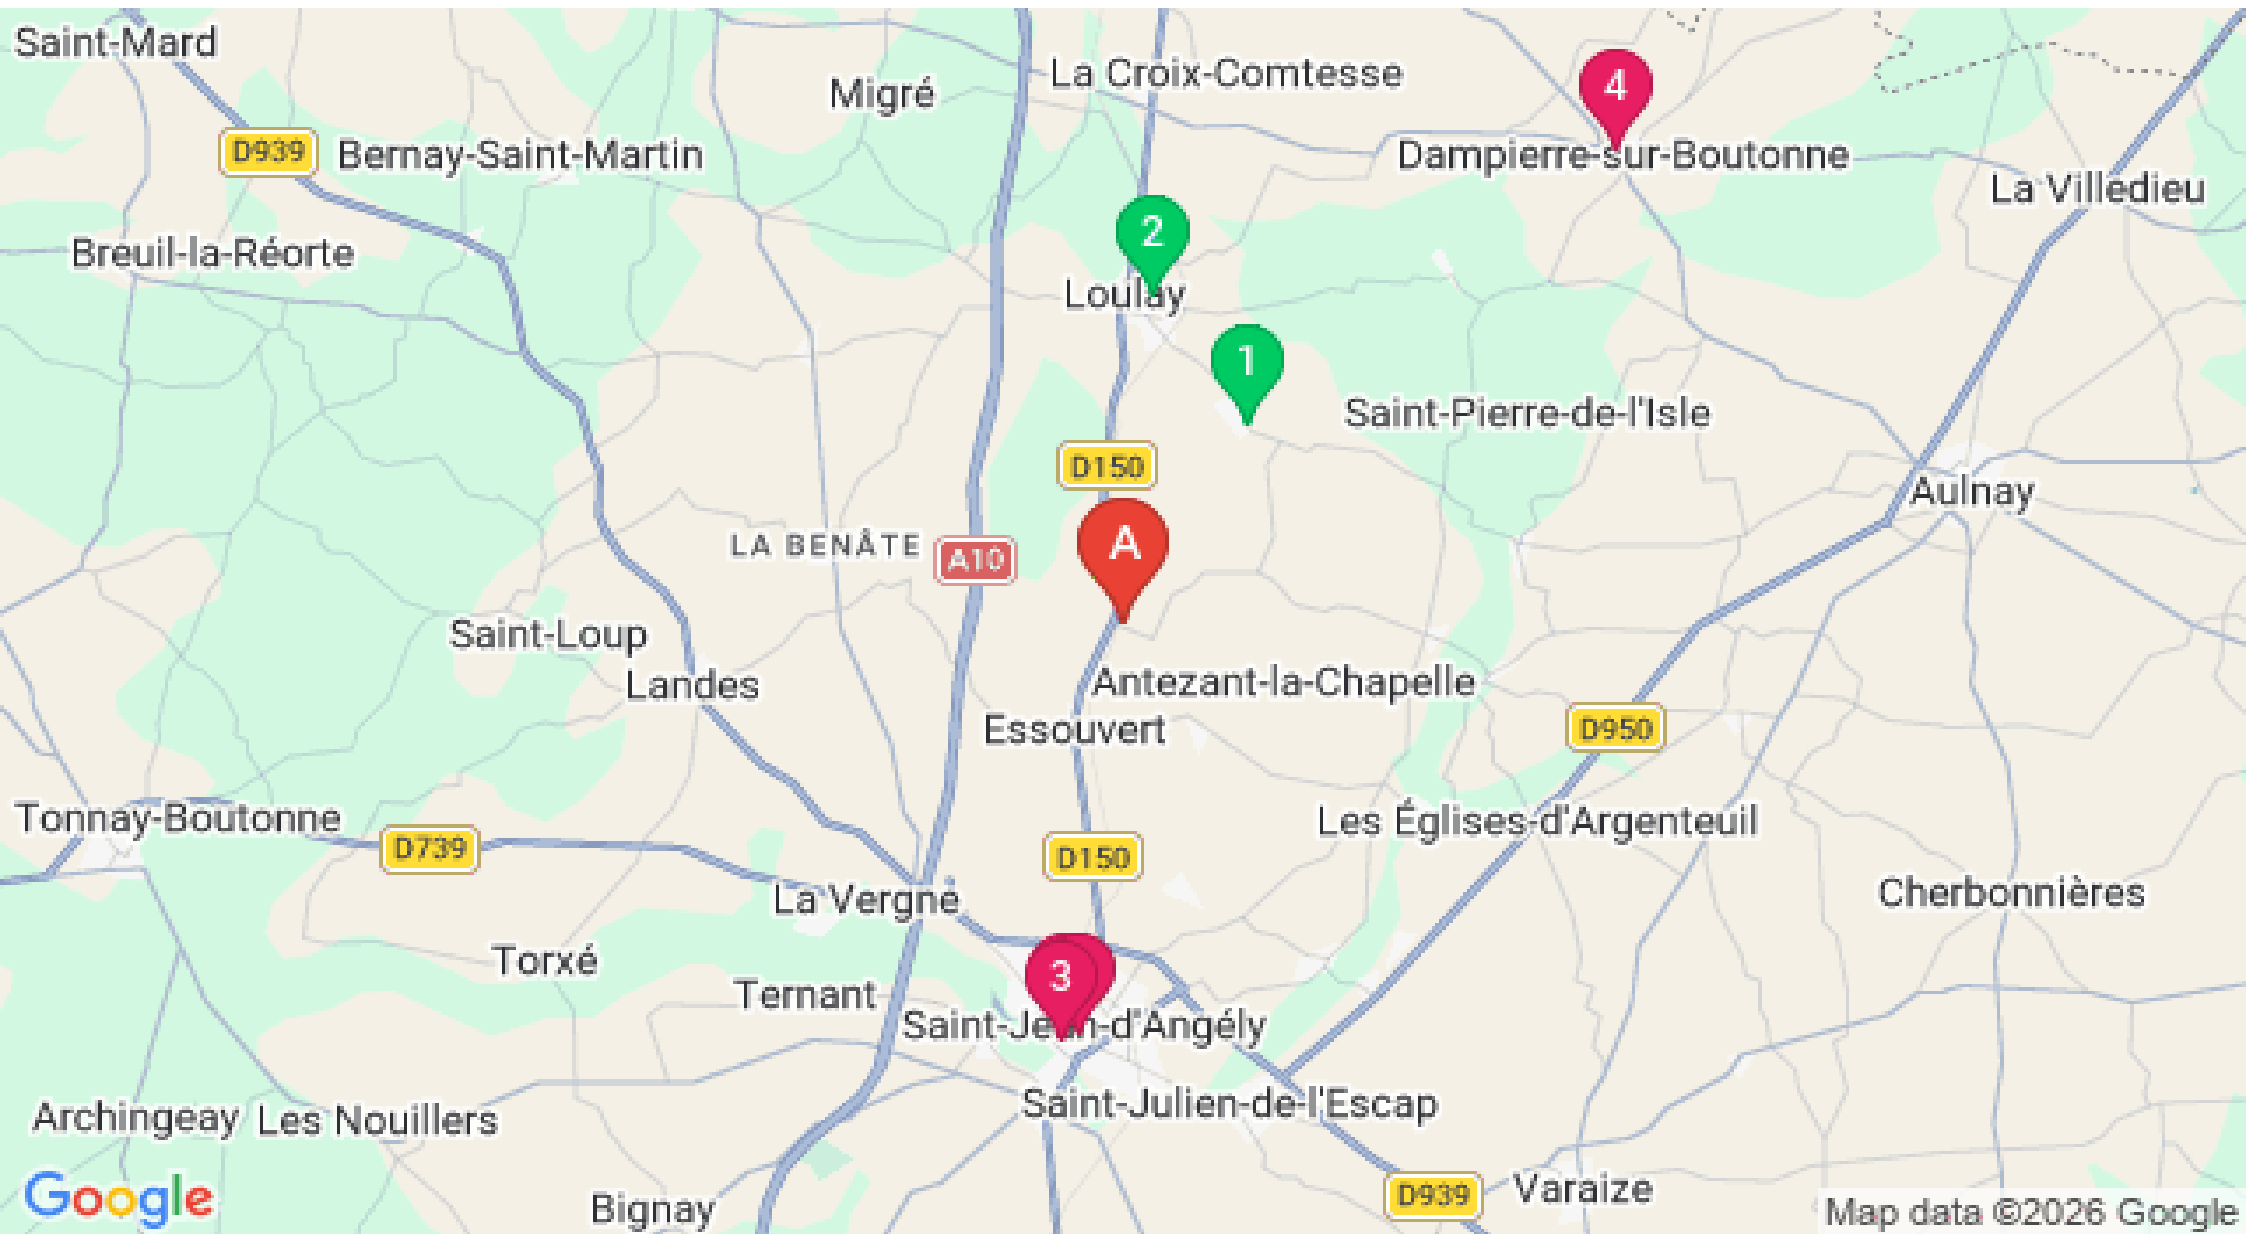 Saint-Mard
La Croix-Comtesse
Migré
4
D939
Bernay-Saint-Martin
Dampierre-sur-Boutonne
La Villedieu
2
Breuil-la-Réorte
Loulay
1
Saint-Pierre-de-l'Isle
D150
Aulnay
LA BENÂTE
A10
A
Saint-Loup
Landes
Antezant-la-Chapelle
Essouvert
D950
Tonnay-Boutonne
D739
D150
Les Églises-d'Argenteuil
La Vergne
Cherbonnières
Torxé
3
Ternant
Saint-Jean-d'Angély
Archingeay
Les Nouillers
Saint-Julien-de-l'Escap
Google
Bignay
D939
Varaize
Map data ©2026 Google